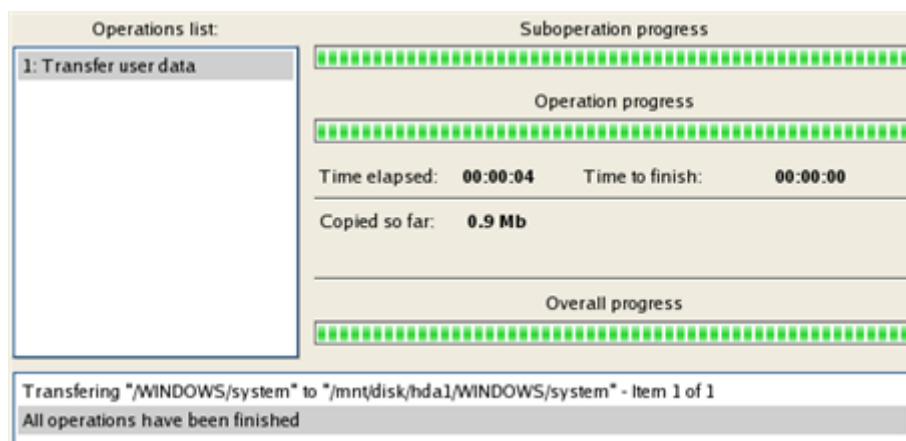 Operations list:
1: Transfer user data
Suboperation progress
Operation progress
Time elapsed: 00:00:04 Time to finish: 00:00:00
Copied so far: 0.9 Mb
Overall progress
Transfering "/WINDOWS/system" to "/mnt/disk/hda1/WINDOWS/system" - Item 1 of 1
All operations have been finished